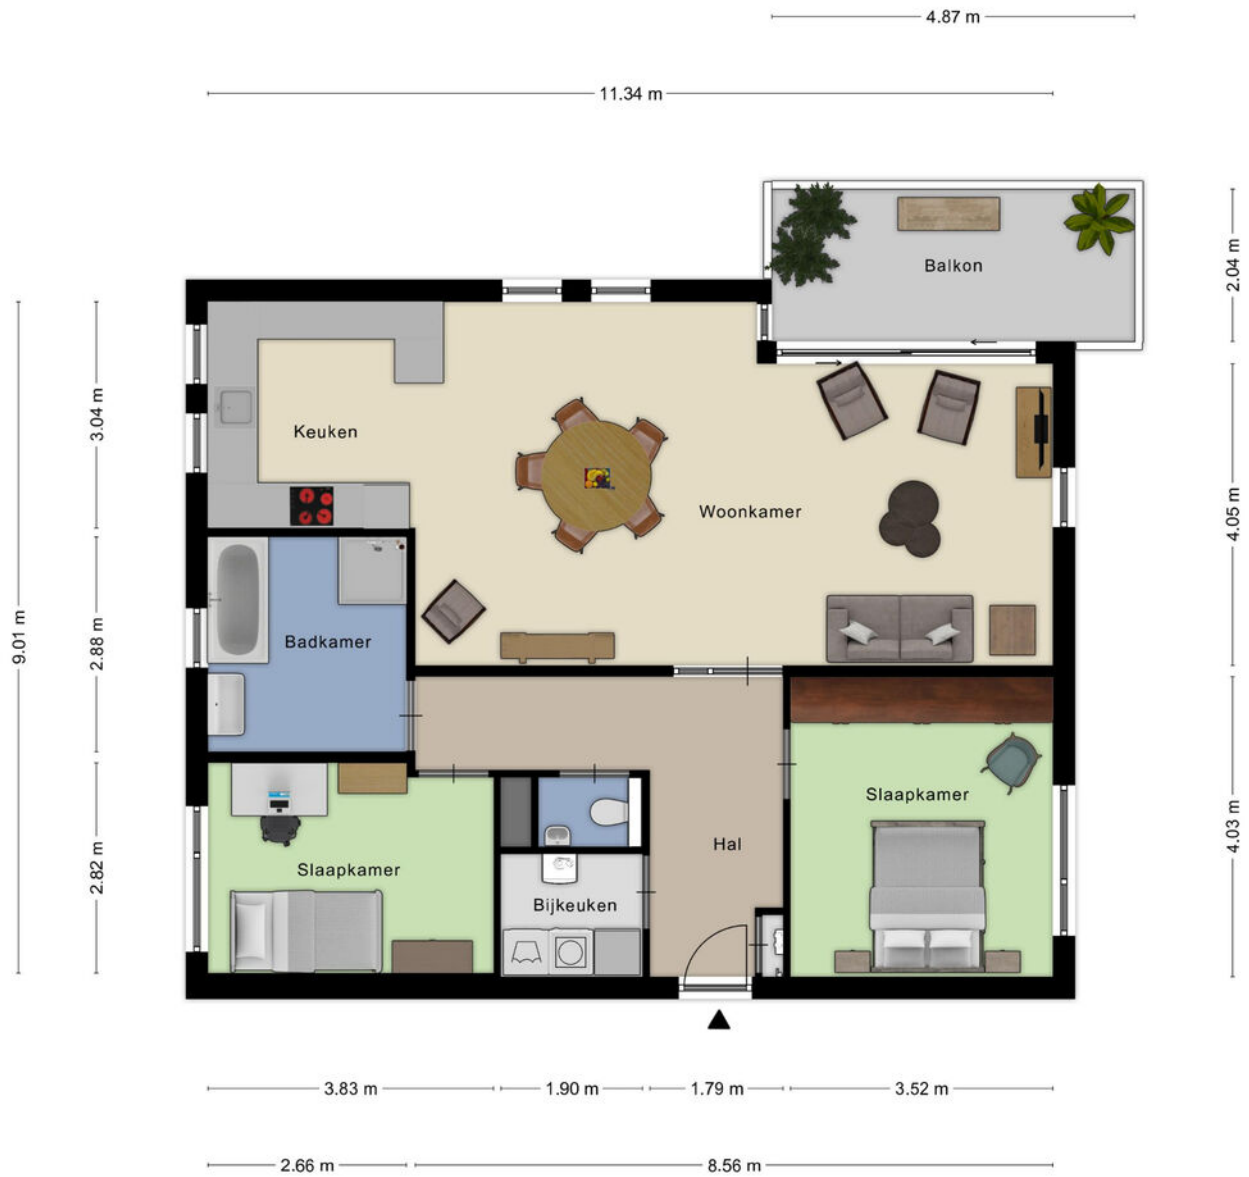 4.87 m
11.34 m
2.04 m
Balkon
3.04 m
Keuken
Woonkamer
4.05 m
9.01 m
2.88 m
Badkamer
Slaapkamer
4.03 m
Hal
2.82 m
Slaapkamer
Bijkeuken
3.83 m
1.90 m
1.79 m
3.52 m
2.66 m
8.56 m